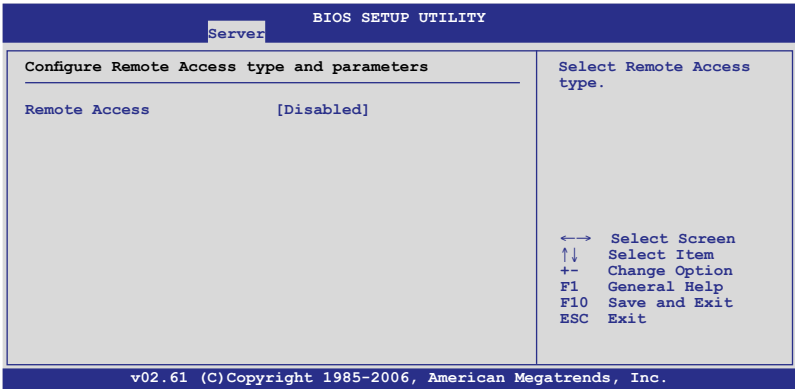 BIOS SETUP UTILITY
Server
Configure Remote Access type and parameters
Remote Access [Disabled]
Select Remote Access
type.
←→ Select Screen
↑↓ Select Item
+- Change Option
F1 General Help
F10 Save and Exit
ESC Exit
v02.61 (C)Copyright 1985-2006, American Megatrends, Inc.